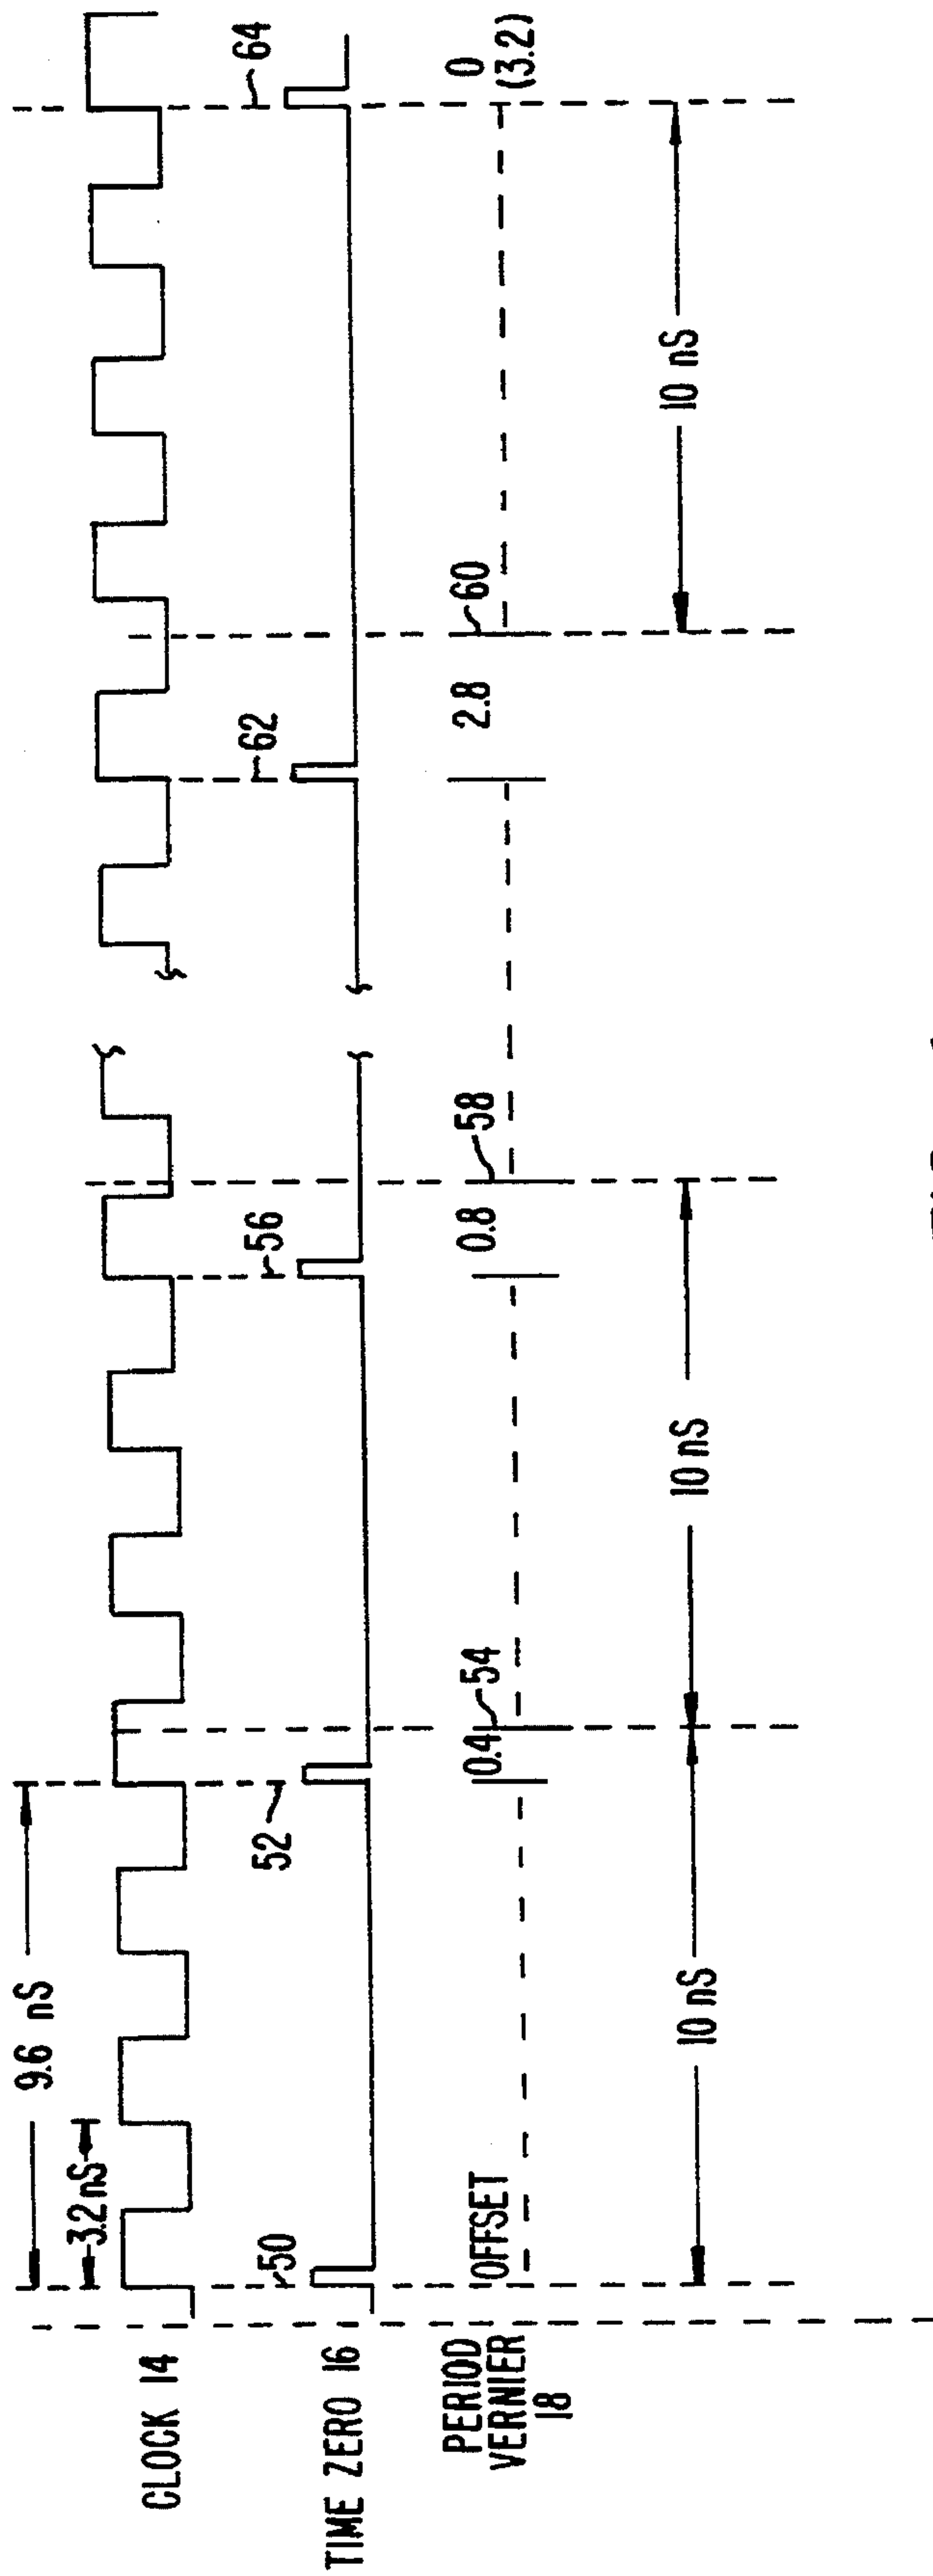 9.6 nS
3.2 nS
CLOCK 14
50
52
56
62
64
TIME ZERO 16
PERIOD
VERNIER
18
OFFSET
0.4
54
0.8
58
2.8
60
0
(3.2)
10 nS
10 nS
10 nS